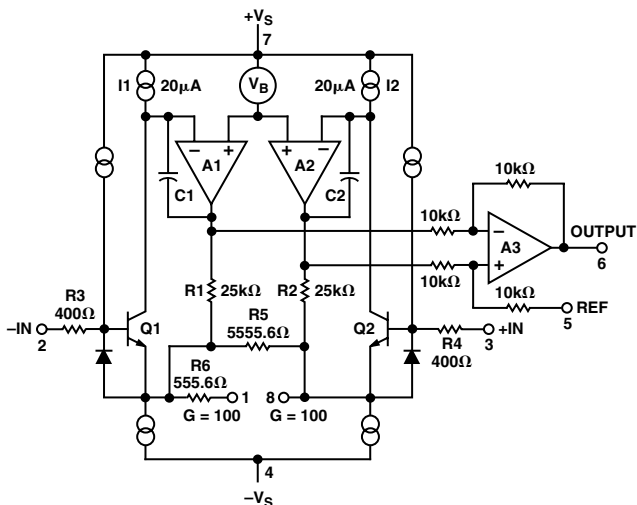 +VS
7
I1 20μA
VB
20μA I2
A1
A2
C1
C2
10kΩ
10kΩ
A3
OUTPUT
6
10kΩ
10kΩ
REF
5
R1 25kΩ
R2 25kΩ
R3
400Ω
–IN
2
Q1
R5
5555.6Ω
Q2
+IN
3
R4
400Ω
R6
555.6Ω
1
G = 100
8
G = 100
4
–VS
− + + −
− +